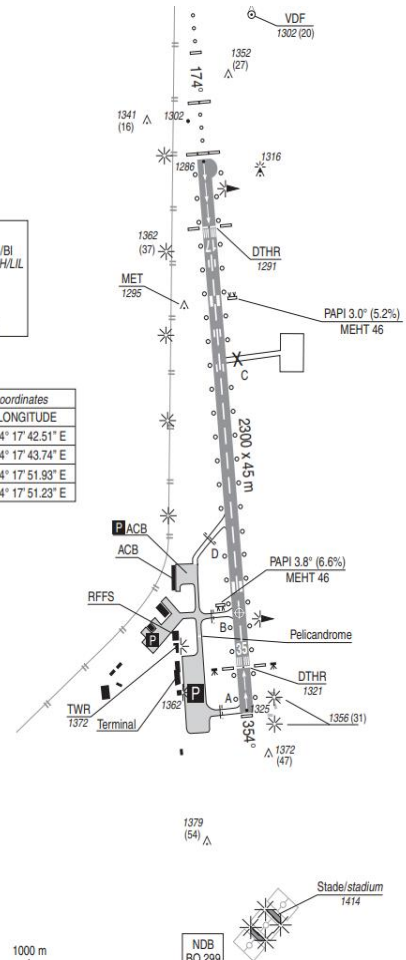 VDF
1302 (20)
1352
(27)
174°
1341
(16)
1302
1286
1316
/BI
H/LIL
1362
(37)
17
DTHR
1291
MET
1295
PAPI 3.0° (5.2%)
MEHT 46
C
oordinates
LONGITUDE
4° 17' 42.51" E
4° 17' 43.74" E
4° 17' 51.93" E
4° 17' 51.23" E
2300 x 45 m
P ACB
ACB
D
PAPI 3.8° (6.6%)
MEHT 46
RFFS
P
B
Pelicandrome
35
DTHR
1321
TWR
1372
Terminal
1362
P
A
1325
354°
1356 (31)
1372
(47)
1379
(54)
Stade/stadium
1414
1000 m
NDB
BO 299